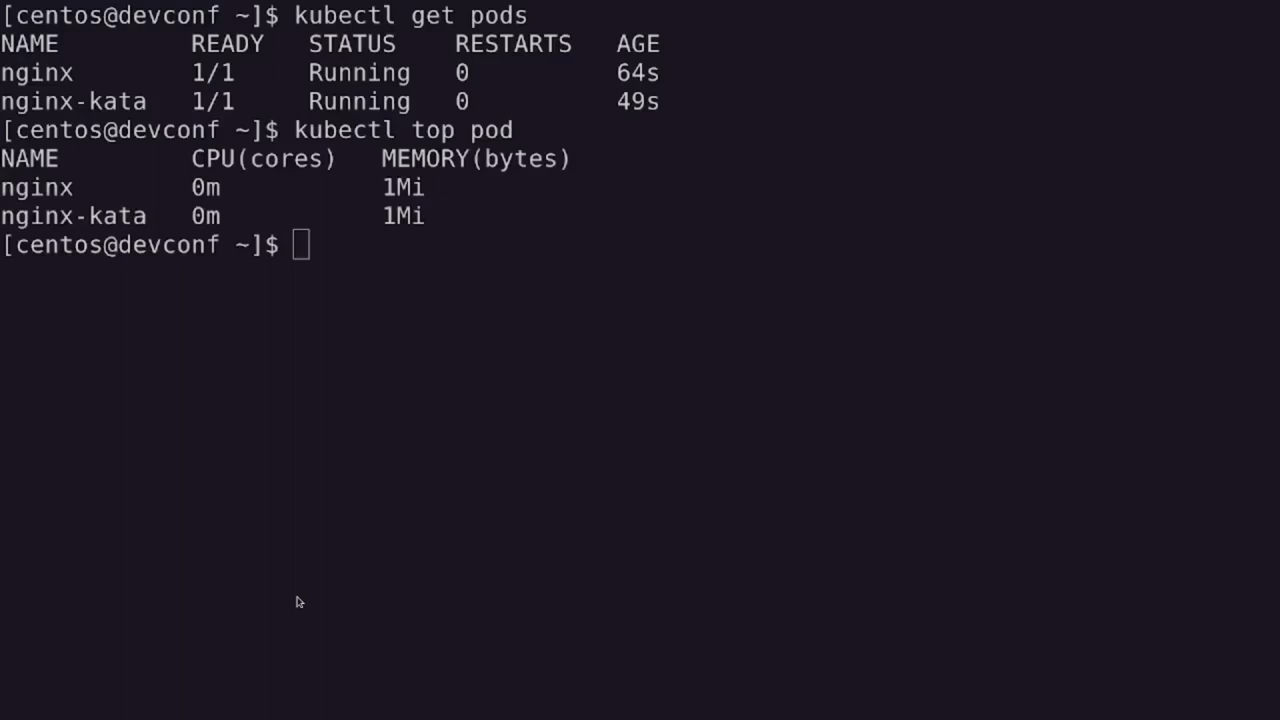 [centos@devconf ~]$ kubectl get pods
NAME         READY   STATUS    RESTARTS   AGE
nginx        1/1     Running   0          64s
nginx-kata   1/1     Running   0          49s
[centos@devconf ~]$ kubectl top pod
NAME         CPU(cores)   MEMORY(bytes)
nginx        0m           1Mi
nginx-kata   0m           1Mi
[centos@devconf ~]$